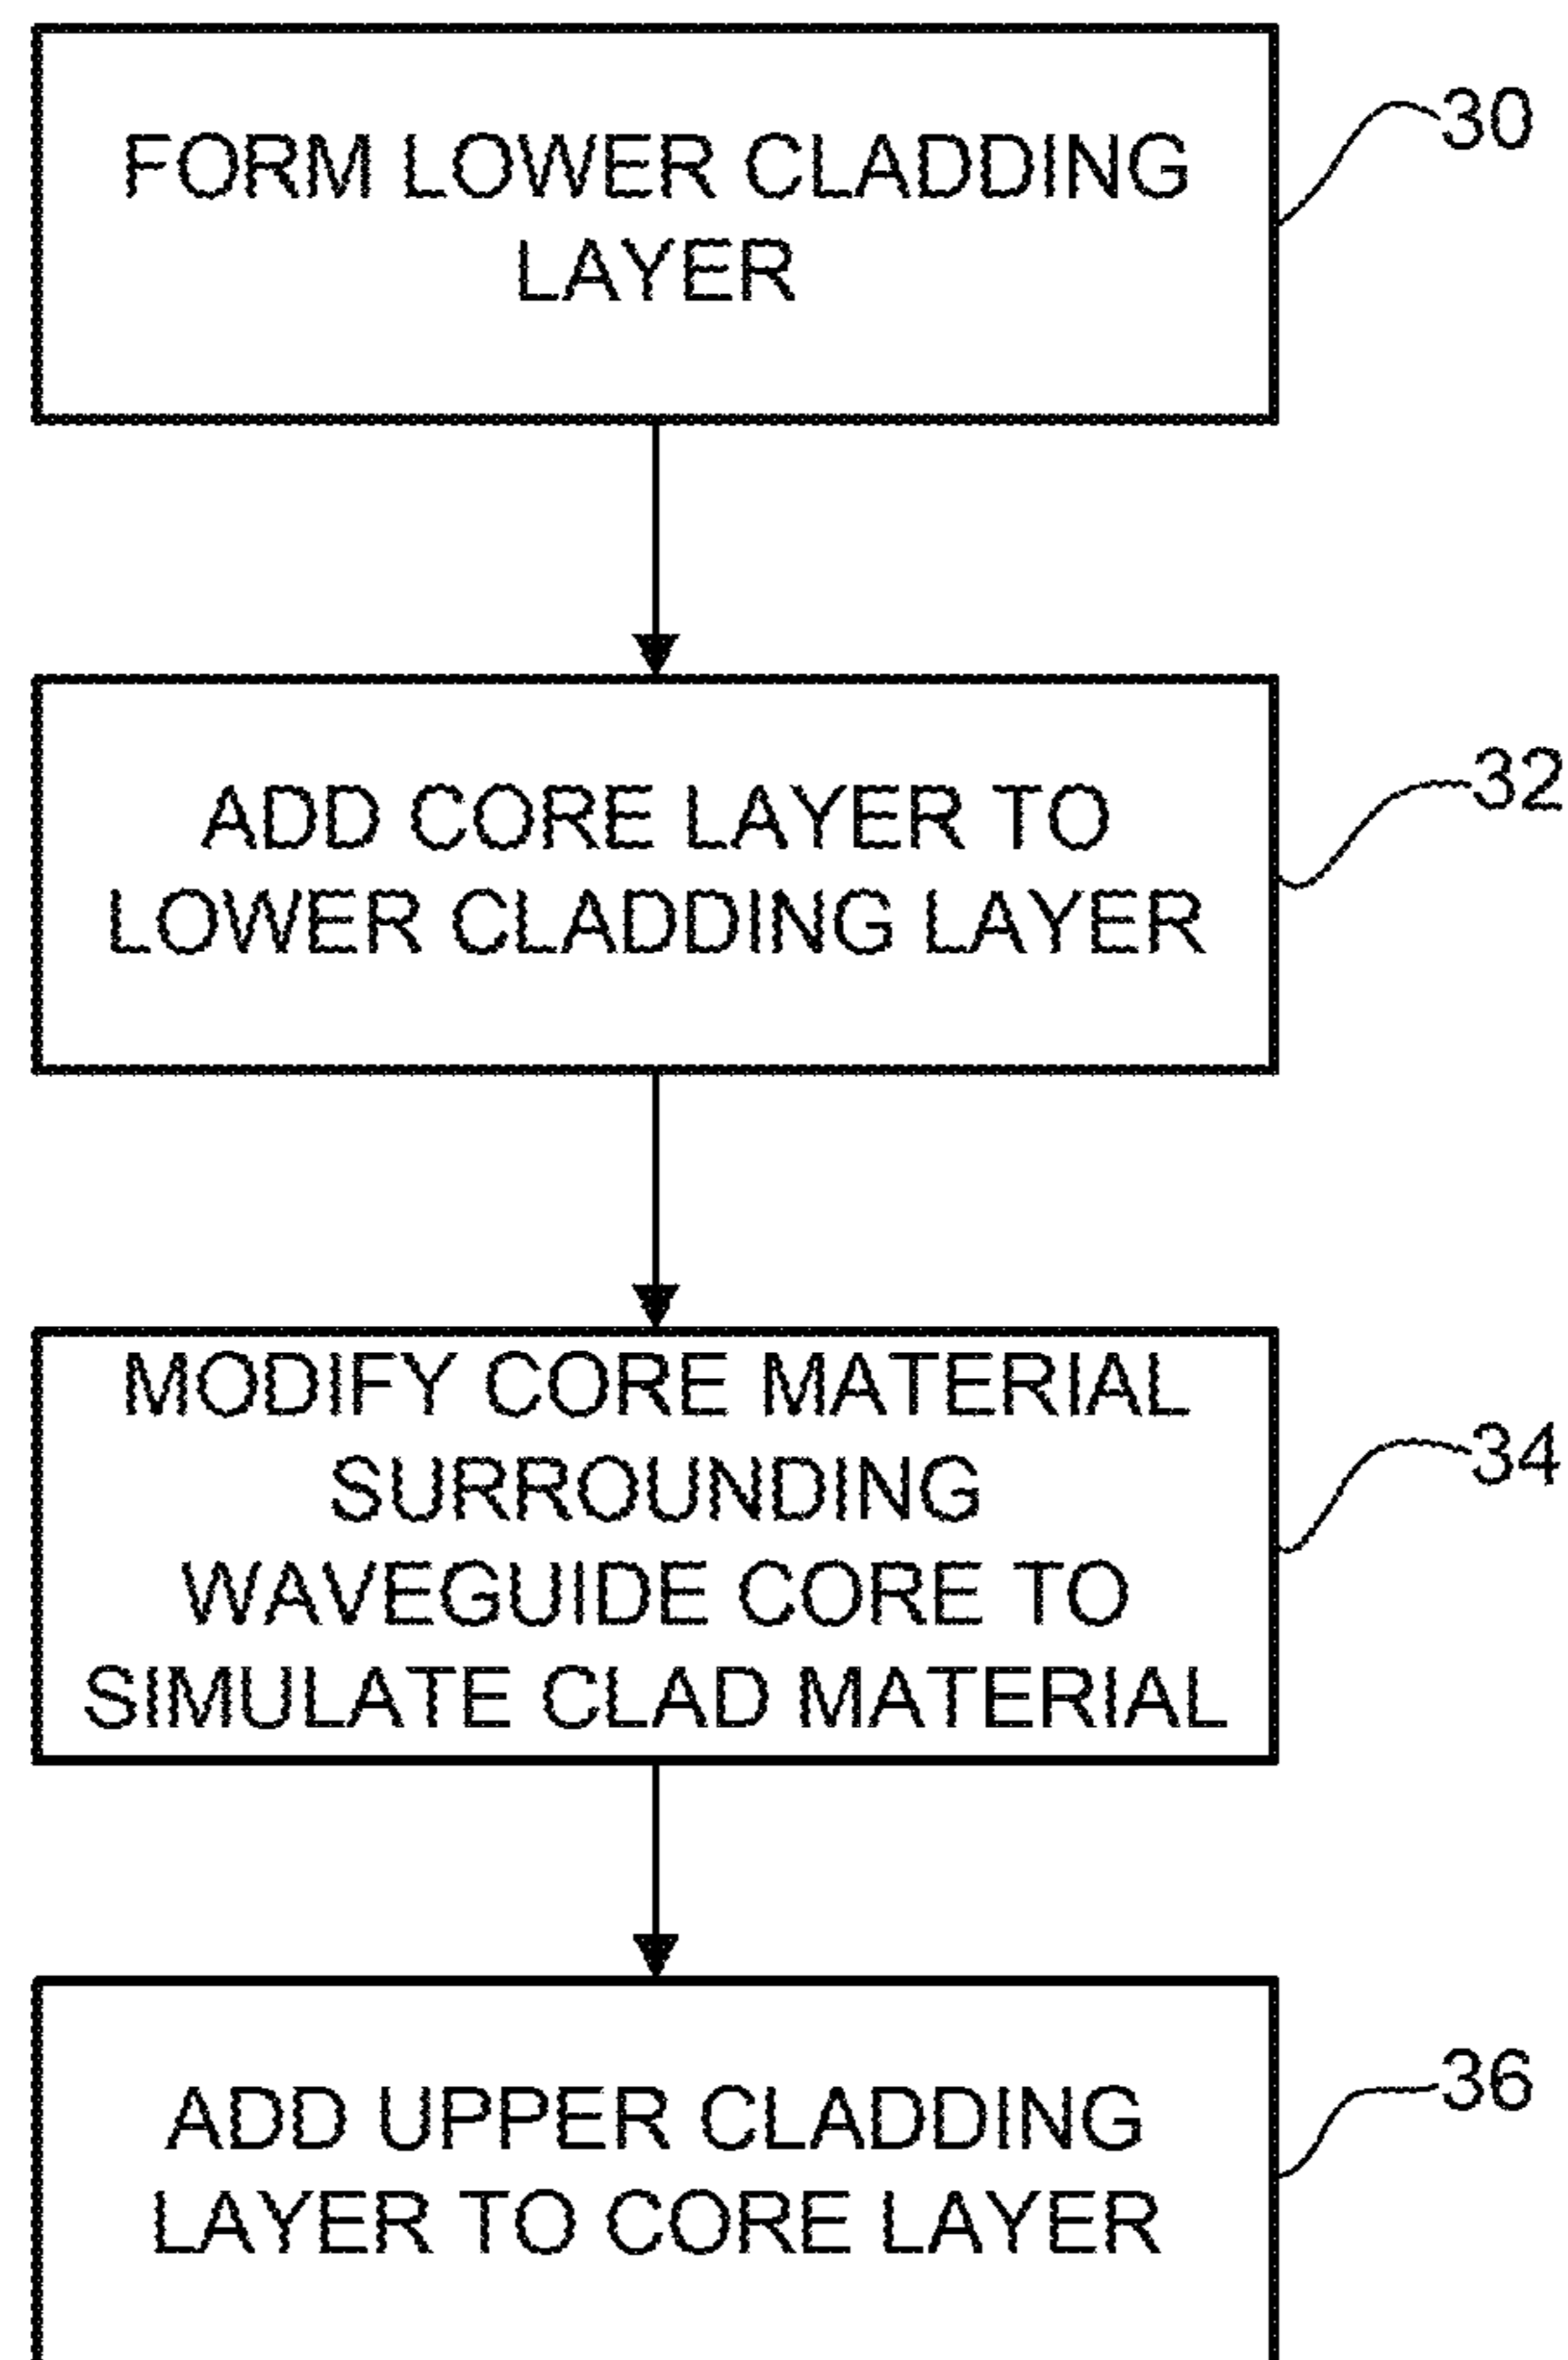 FORM LOWER CLADDING
LAYER
30
ADD CORE LAYER TO
LOWER CLADDING LAYER
32
MODIFY CORE MATERIAL
SURROUNDING
WAVEGUIDE CORE TO
SIMULATE CLAD MATERIAL
34
ADD UPPER CLADDING
LAYER TO CORE LAYER
36